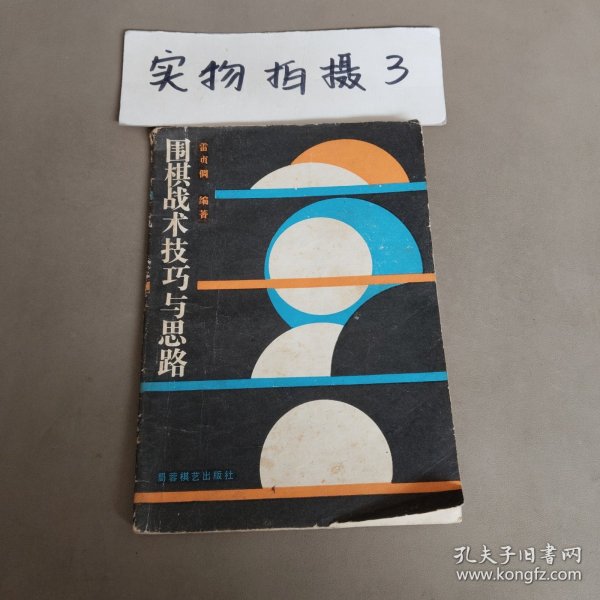 实物拍摄3
围棋战术技巧与思路
雷贞倜 编著
蜀蓉棋艺出版社
孔夫子旧书网
www.kongfz.com